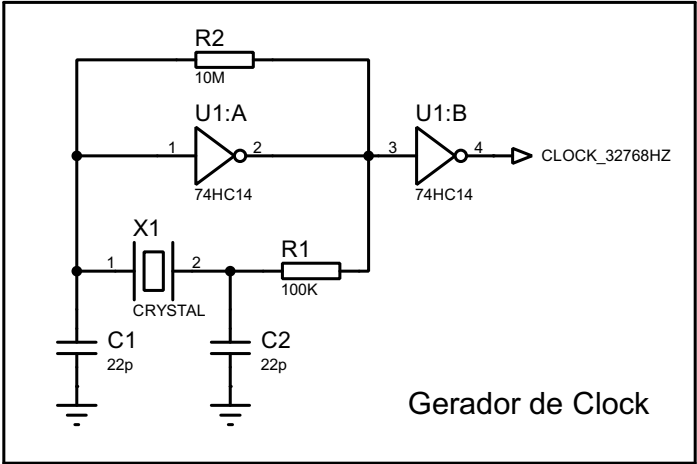 R2
10M
U1:A
1
2
74HC14
U1:B
3
4
74HC14
CLOCK_32768HZ
X1
1
2
CRYSTAL
R1
100K
C1
22p
C2
22p
Gerador de Clock